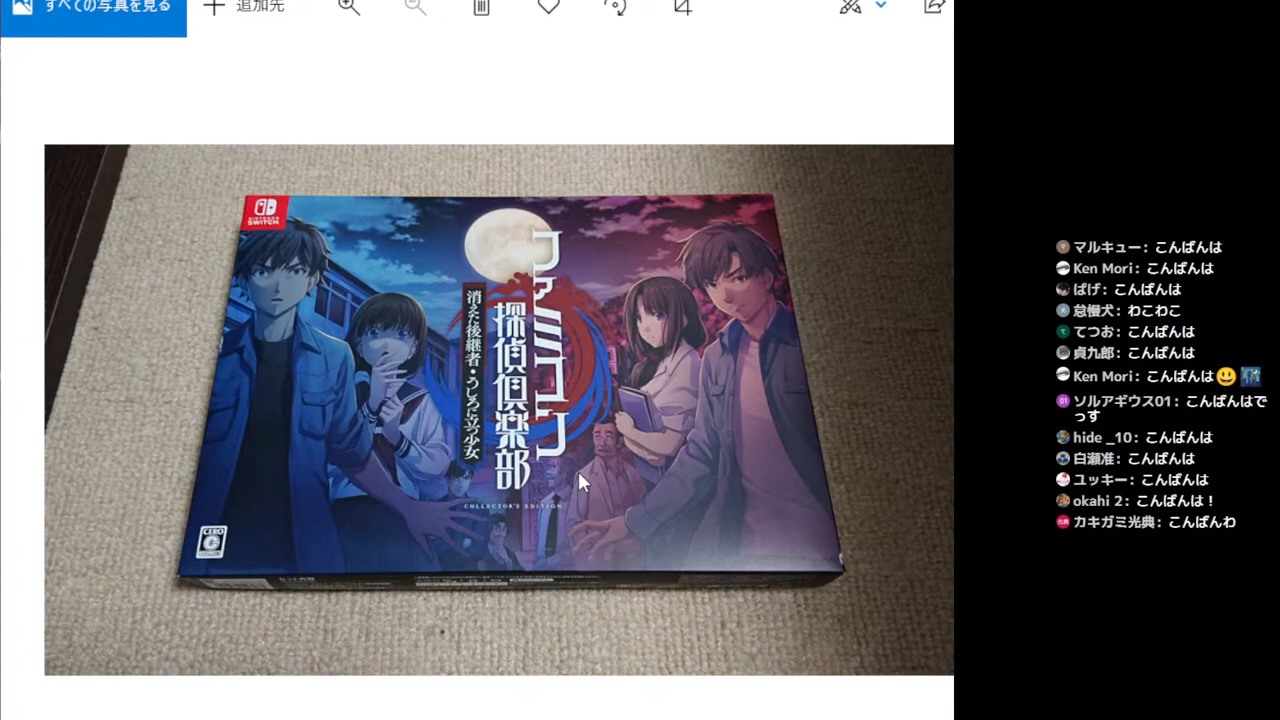 すべての写真を見る
追加先
NINTENDO
SWITCH
ファミコン
探偵倶楽部
消えた後継者・うしろに立つ少女
COLLECTOR'S EDITION
CERO
C
マルキュー: こんばんは
Ken Mori: こんばんは
ぱげ: こんばんは
怠慢犬: わこわこ
てつお: こんばんは
貞九郎: こんばんは
Ken Mori: こんばんは😃
ソルアギウス01: こんばんはで
っす
hide _10: こんばんは
白瀬准: こんばんは
ユッキー: こんばんは
okahi 2: こんばんは！
カキガミ光典: こんばんわ